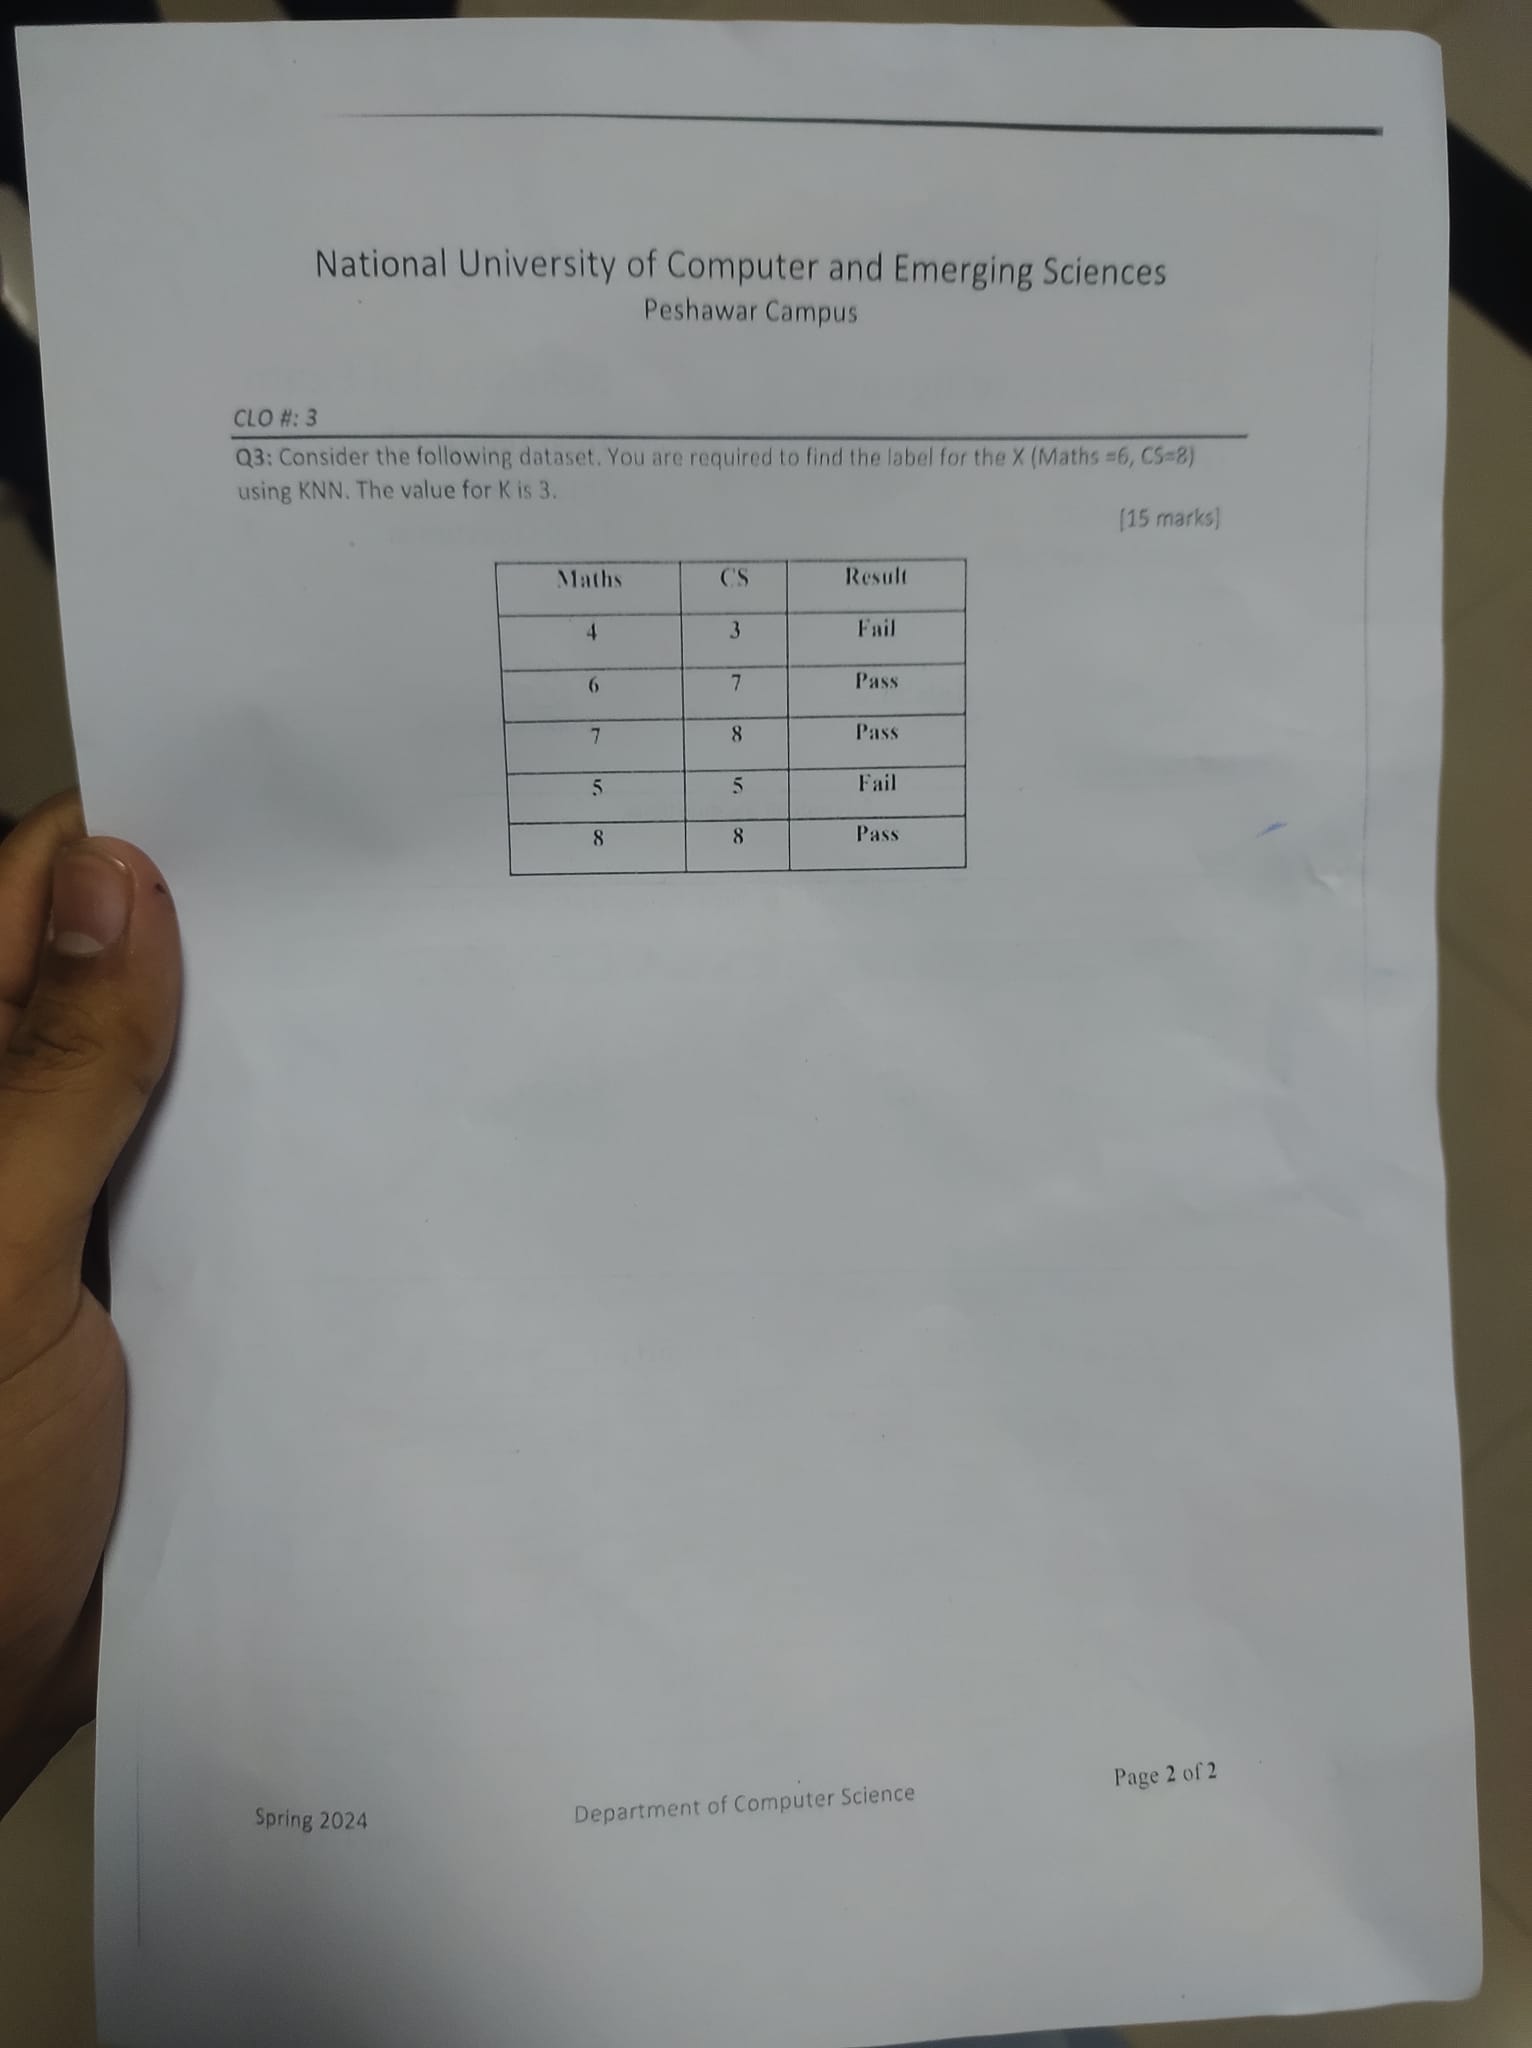 National University of Computer and Emerging Sciences
Peshawar Campus
CLO #: 3
Q3: Consider the following dataset. You are required to find the label for the X (Maths =6, CS=8)
using KNN. The value for K is 3.
[15 marks]
Maths CS Result
4 3 Fail
6 7 Pass
7 8 Pass
5 5 Fail
8 8 Pass
Spring 2024 Department of Computer Science Page 2 of 2